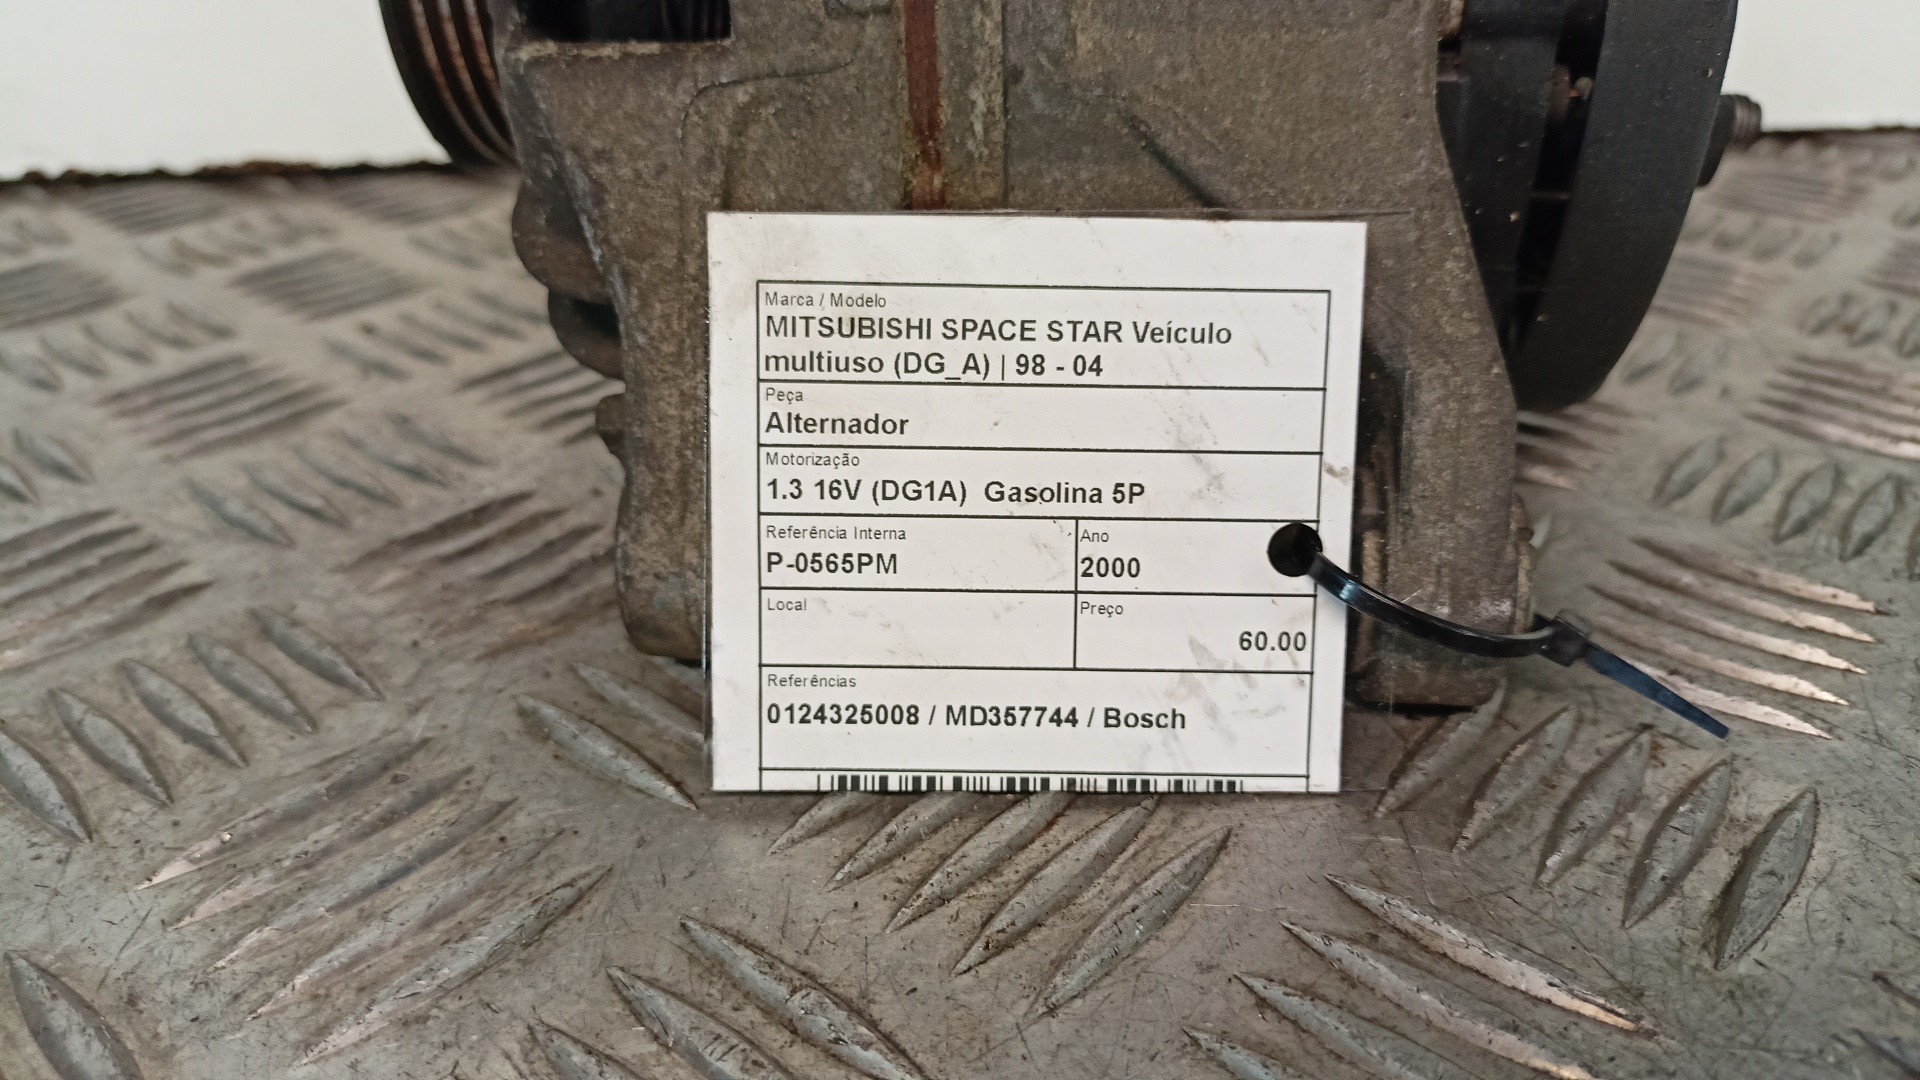 Marca / Modelo
MITSUBISHI SPACE STAR Veículo
multiuso (DG_A) | 98 - 04
Peça
Alternador
Motorização
1.3 16V (DG1A) Gasolina 5P
Referência Interna
P-0565PM
Ano
2000
Local
Preço
60.00
Referências
0124325008 / MD357744 / Bosch